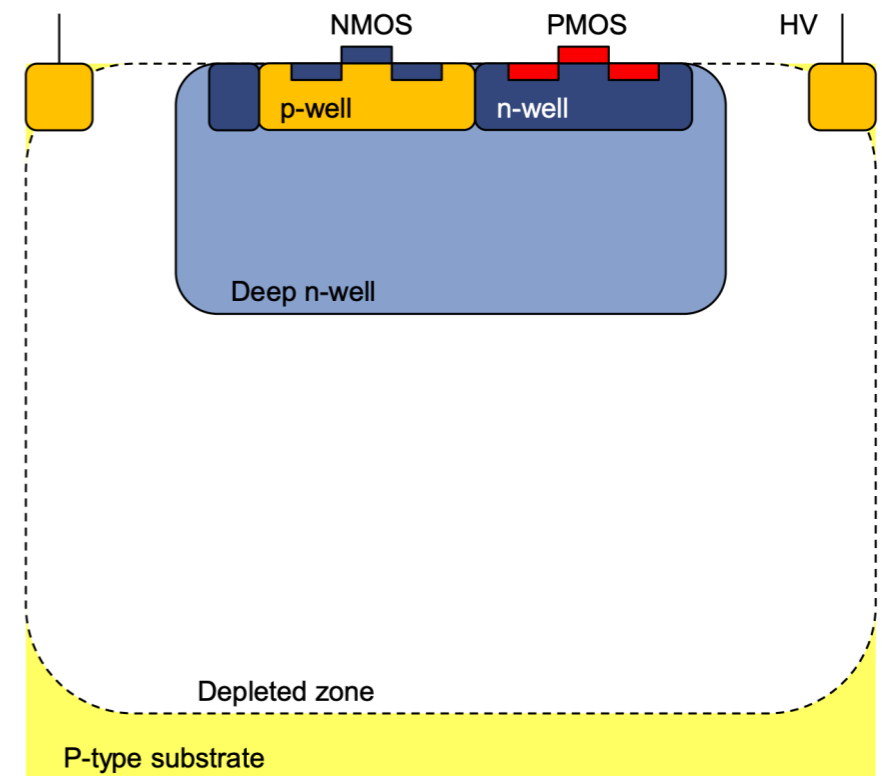 NMOS
PMOS
HV
p-well
n-well
Deep n-well
Depleted zone
P-type substrate